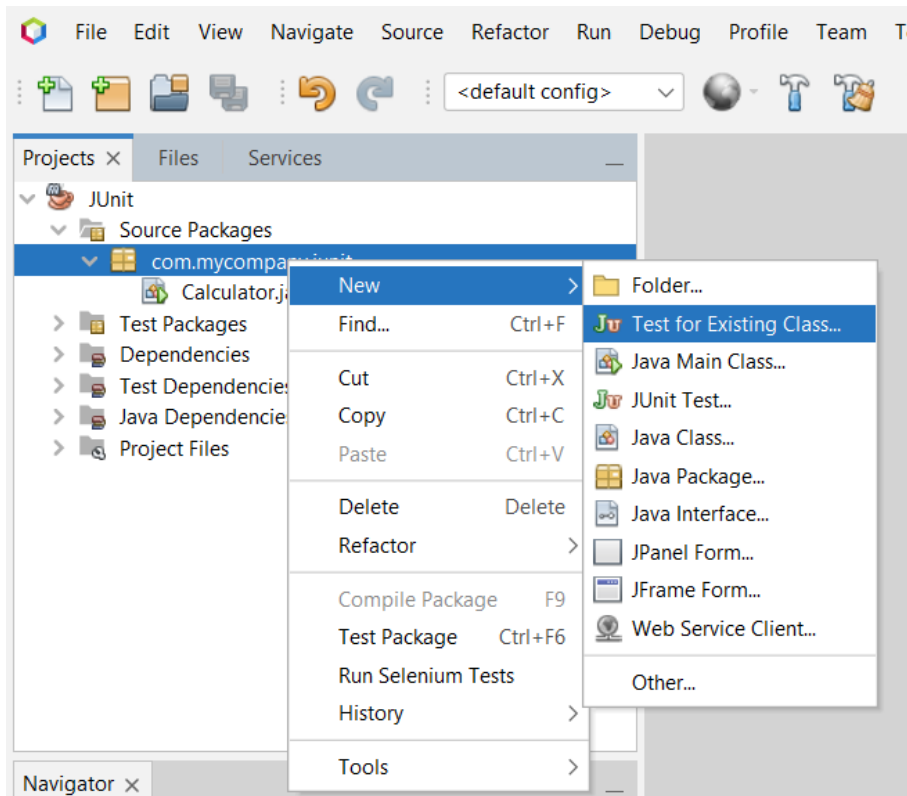 File Edit View Navigate Source Refactor Run Debug Profile Team
<default config>
Projects Files Services
JUnit
Source Packages
com.mycompany.junit
Calculator.j
Test Packages
Dependencies
Test Dependencie
Java Dependencie
Project Files
New
Find... Ctrl+F
Cut Ctrl+X
Copy Ctrl+C
Paste Ctrl+V
Delete Delete
Refactor
Compile Package F9
Test Package Ctrl+F6
Run Selenium Tests
History
Tools
Folder...
Test for Existing Class...
Java Main Class...
JUnit Test...
Java Class...
Java Package...
Java Interface...
JPanel Form...
JFrame Form...
Web Service Client...
Other...
Navigator